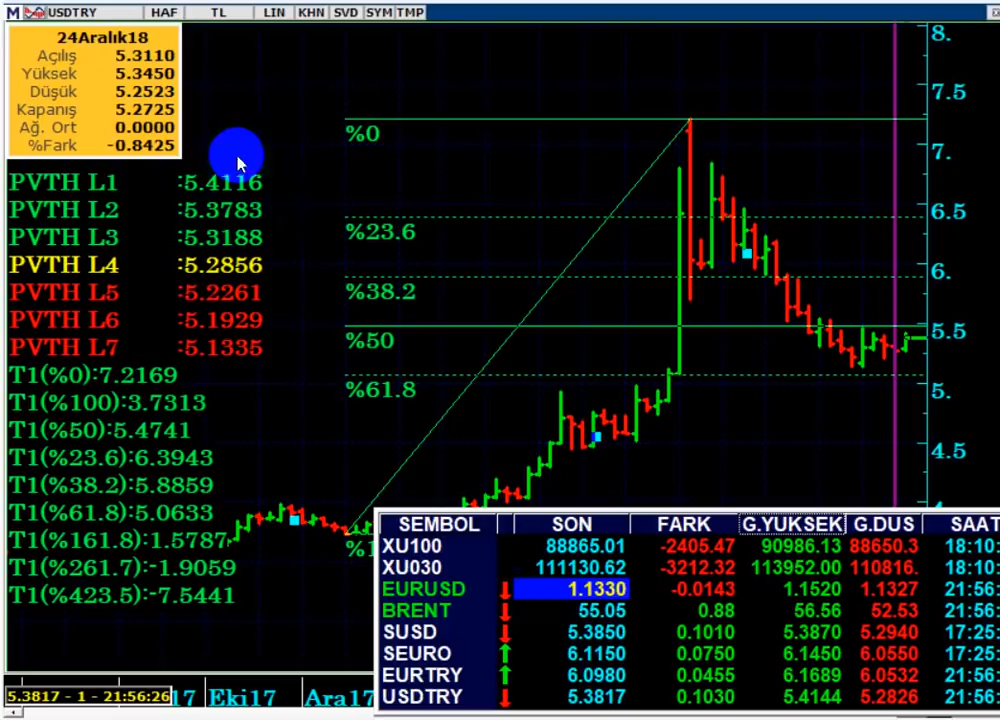 M USDTRY HAF TL LIN KHN SVD SYM TMP
24Aralık18
Açılış 5.3110
Yüksek 5.3450
Düşük 5.2523
Kapanış 5.2725
Ağ. Ort 0.0000
%Fark -0.8425
PVTH L1 :5.4116
PVTH L2 :5.3783
PVTH L3 :5.3188
PVTH L4 :5.2856
PVTH L5 :5.2261
PVTH L6 :5.1929
PVTH L7 :5.1335
T1(%0):7.2169
T1(%100):3.7313
T1(%50):5.4741
T1(%23.6):6.3943
T1(%38.2):5.8859
T1(%61.8):5.0633
T1(%161.8):1.5787
T1(%261.7):-1.9059
T1(%423.5):-7.5441
%0
%23.6
%38.2
%50
%61.8
8.
7.5
7.
6.5
6.
5.5
5.
4.5
SEMBOL SON FARK G.YUKSEK G.DUS SAAT
XU100 88865.01 -2405.47 90986.13 88650.3 18:10:
XU030 111130.62 -3212.32 113952.00 110816. 18:10:
EURUSD 1.1330 -0.0143 1.1520 1.1327 21:56:
BRENT 55.05 0.88 56.56 52.53 21:56:
SUSD 5.3850 0.1010 5.3870 5.2940 17:25:
SEURO 6.1150 0.0750 6.1450 6.0550 17:25:
EURTRY 6.0980 0.0455 6.1689 6.0532 21:56:
USDTRY 5.3817 0.1030 5.4144 5.2826 21:56:
5.3817 - 1 - 21:56:26 17 Eki17 Ara17